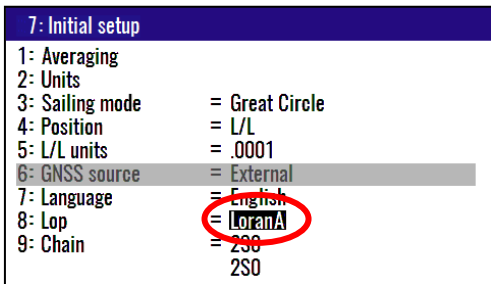 7: Initial setup
1: Averaging
2: Units
3: Sailing mode = Great Circle
4: Position = L/L
5: L/L units = .0001
6: GNSS source = External
7: Language = English
8: Lop = LoranA
9: Chain = 2S0
2S0